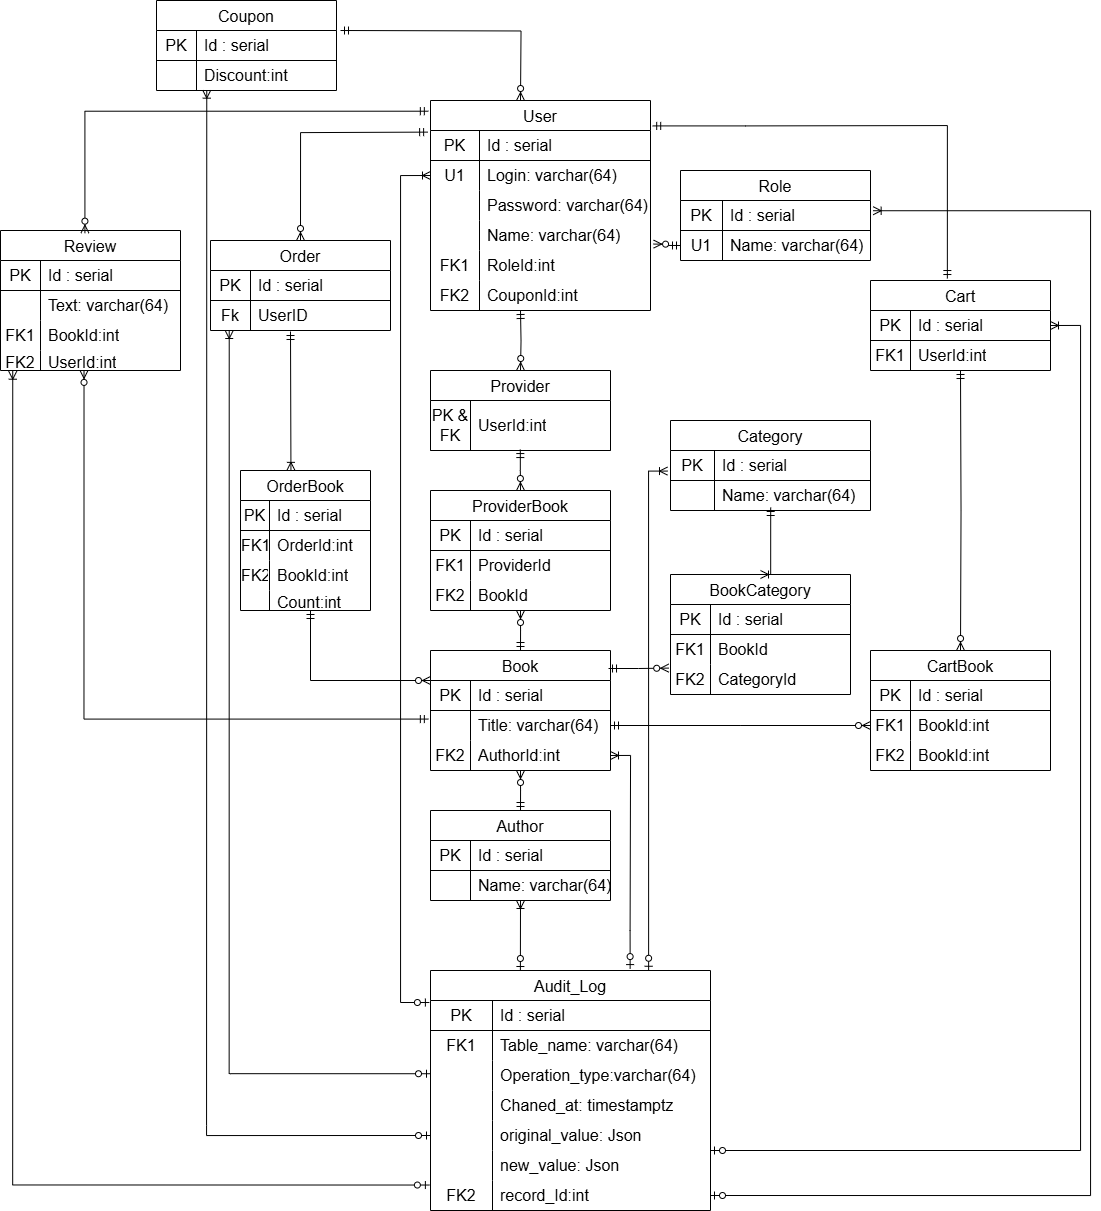 Coupon
PK Id : serial
Discount:int
User
PK Id : serial
U1 Login: varchar(64)
Password: varchar(64)
Name: varchar(64)
FK1 RoleId:int
FK2 CouponId:int
Role
PK Id : serial
U1 Name: varchar(64)
Review
PK Id : serial
Text: varchar(64)
FK1 BookId:int
FK2 UserId:int
Order
PK Id : serial
Fk UserID
Cart
PK Id : serial
FK1 UserId:int
Provider
PK &
FK UserId:int
Category
PK Id : serial
Name: varchar(64)
OrderBook
PK Id : serial
FK1 OrderId:int
FK2 BookId:int
Count:int
ProviderBook
PK Id : serial
FK1 ProviderId
FK2 BookId
BookCategory
PK Id : serial
FK1 BookId
FK2 CategoryId
Book
PK Id : serial
Title: varchar(64)
FK2 AuthorId:int
CartBook
PK Id : serial
FK1 BookId:int
FK2 BookId:int
Author
PK Id : serial
Name: varchar(64)
Audit_Log
PK Id : serial
FK1 Table_name: varchar(64)
Operation_type:varchar(64)
Chaned_at: timestamptz
original_value: Json
new_value: Json
FK2 record_Id:int